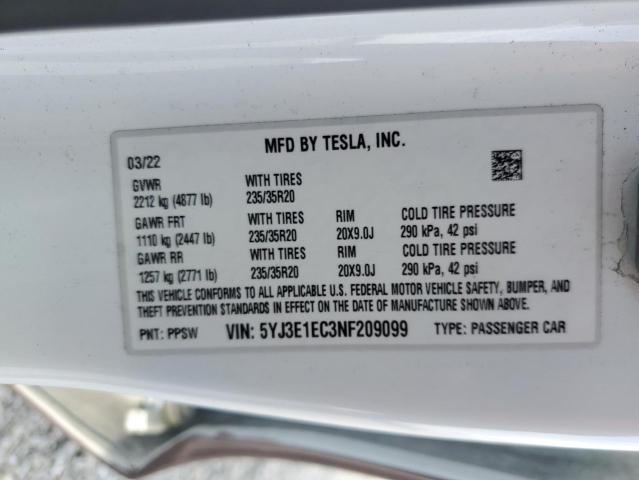 MFD BY TESLA, INC.
03/22
GVWR WITH TIRES
2212 kg (4877 lb) 235/35R20
GAWR FRT WITH TIRES RIM COLD TIRE PRESSURE
1110 kg (2447 lb) 235/35R20 20X9.0J 290 kPa, 42 psi
GAWR RR WITH TIRES RIM COLD TIRE PRESSURE
1257 kg (2771 lb) 235/35R20 20X9.0J 290 kPa, 42 psi
THIS VEHICLE CONFORMS TO ALL APPLICABLE U.S. FEDERAL MOTOR VEHICLE SAFETY, BUMPER, AND
THEFT PREVENTION STANDARDS IN EFFECT ON THE DATE OF MANUFACTURE SHOWN ABOVE.
PNT: PPSW VIN: 5YJ3E1EC3NF209099 TYPE: PASSENGER CAR